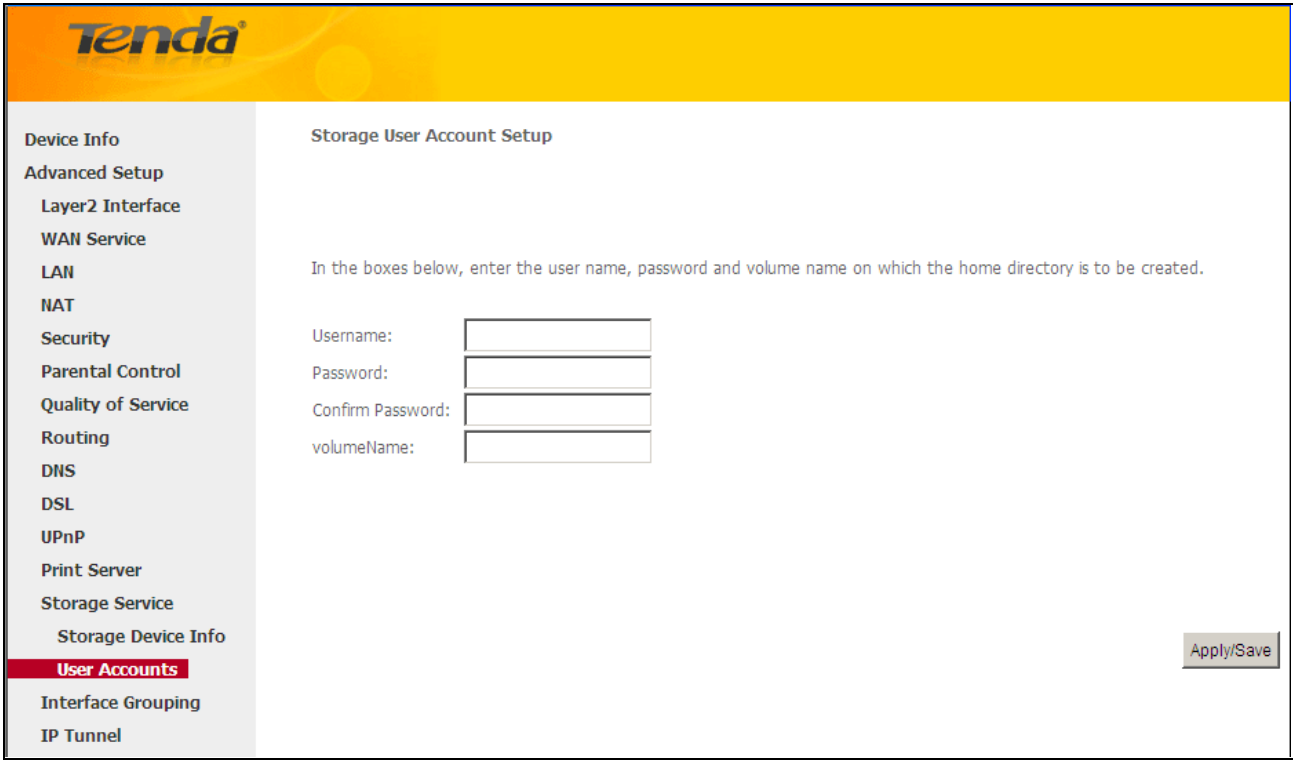 Tenda®
Device Info
Advanced Setup
Layer2 Interface
WAN Service
LAN
NAT
Security
Parental Control
Quality of Service
Routing
DNS
DSL
UPnP
Print Server
Storage Service
Storage Device Info
User Accounts
Interface Grouping
IP Tunnel
Storage User Account Setup
In the boxes below, enter the user name, password and volume name on which the home directory is to be created.
Username:
Password:
Confirm Password:
volumeName:
Apply/Save